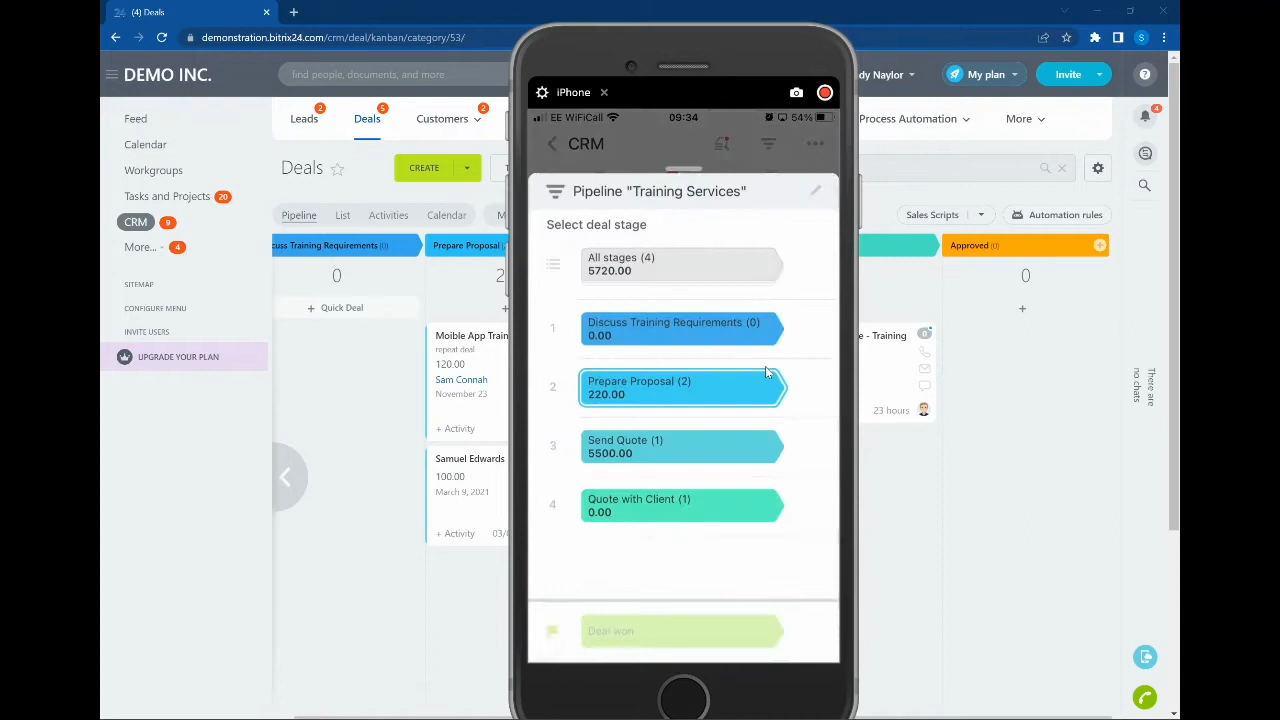 (4) Deals
demonstration.bitrix24.com/crm/deal/kanban/category/53/
DEMO INC.
find people, documents, and more
dy Naylor
My plan
Invite
Feed
Calendar
Workgroups
Tasks and Projects 20
CRM 9
More... 4
SITEMAP
CONFIGURE MENU
INVITE USERS
UPGRADE YOUR PLAN
Leads 2
Deals 5
Customers 2
Process Automation
More
Deals
CREATE
Pipeline
List
Activities
Calendar
Sales Scripts
Automation rules
cuss Training Requirements (0)
0
+ Quick Deal
Prepare Proposal
2
Moible App Train
repeat deal
120.00
Sam Connah
November 23
+ Activity
Samuel Edwards
100.00
March 9, 2021
+ Activity
iPhone
EE WiFiCall
09:34
54%
CRM
Pipeline "Training Services"
Select deal stage
All stages (4)
5720.00
1
Discuss Training Requirements (0)
0.00
2
Prepare Proposal (2)
220.00
3
Send Quote (1)
5500.00
4
Quote with Client (1)
0.00
Deal won
Approved (0)
0
+
e - Training
0
23 hours
There are
no chats
4